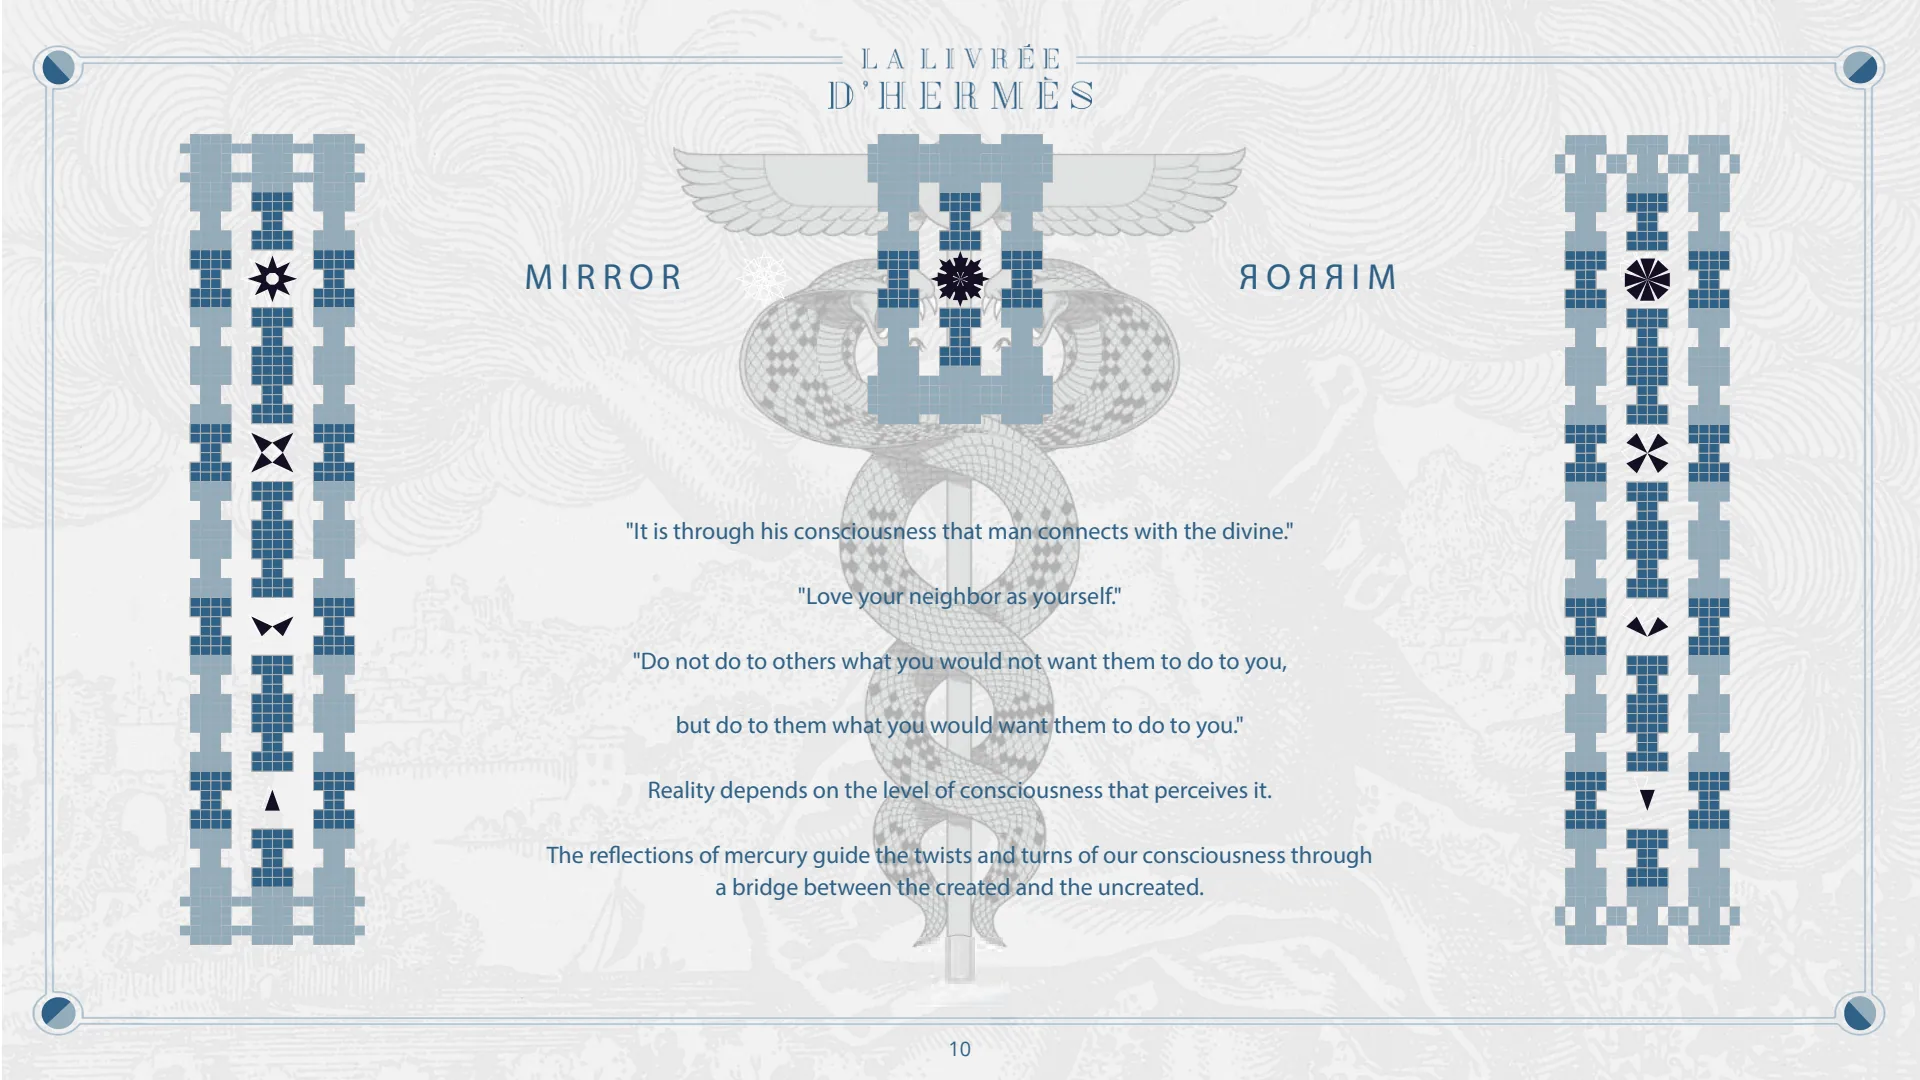 LA LIVRÉE
D'HERMÈS
MIRROR
ЯOЯЯIM
"It is through his consciousness that man connects with the divine."
"Love your neighbor as yourself."
"Do not do to others what you would not want them to do to you,
but do to them what you would want them to do to you."
Reality depends on the level of consciousness that perceives it.
The reflections of mercury guide the twists and turns of our consciousness through
a bridge between the created and the uncreated.
10